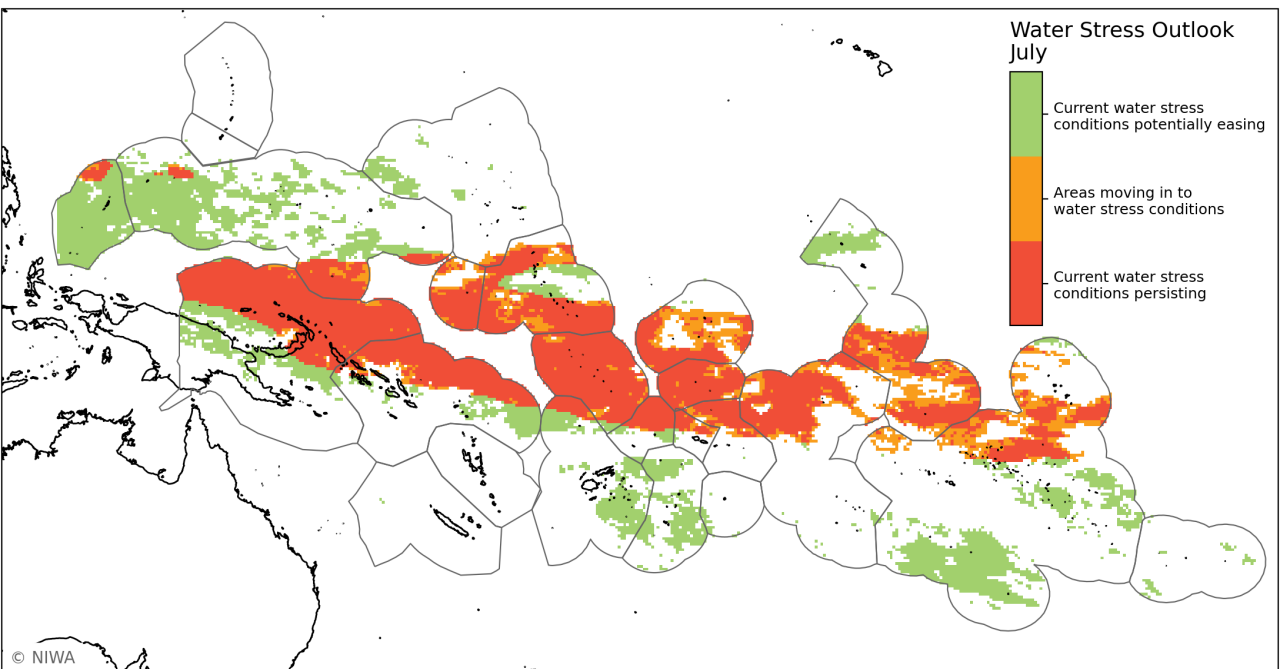 Water Stress Outlook
July
Current water stress
conditions potentially easing
Areas moving in to
water stress conditions
Current water stress
conditions persisting
© NIWA